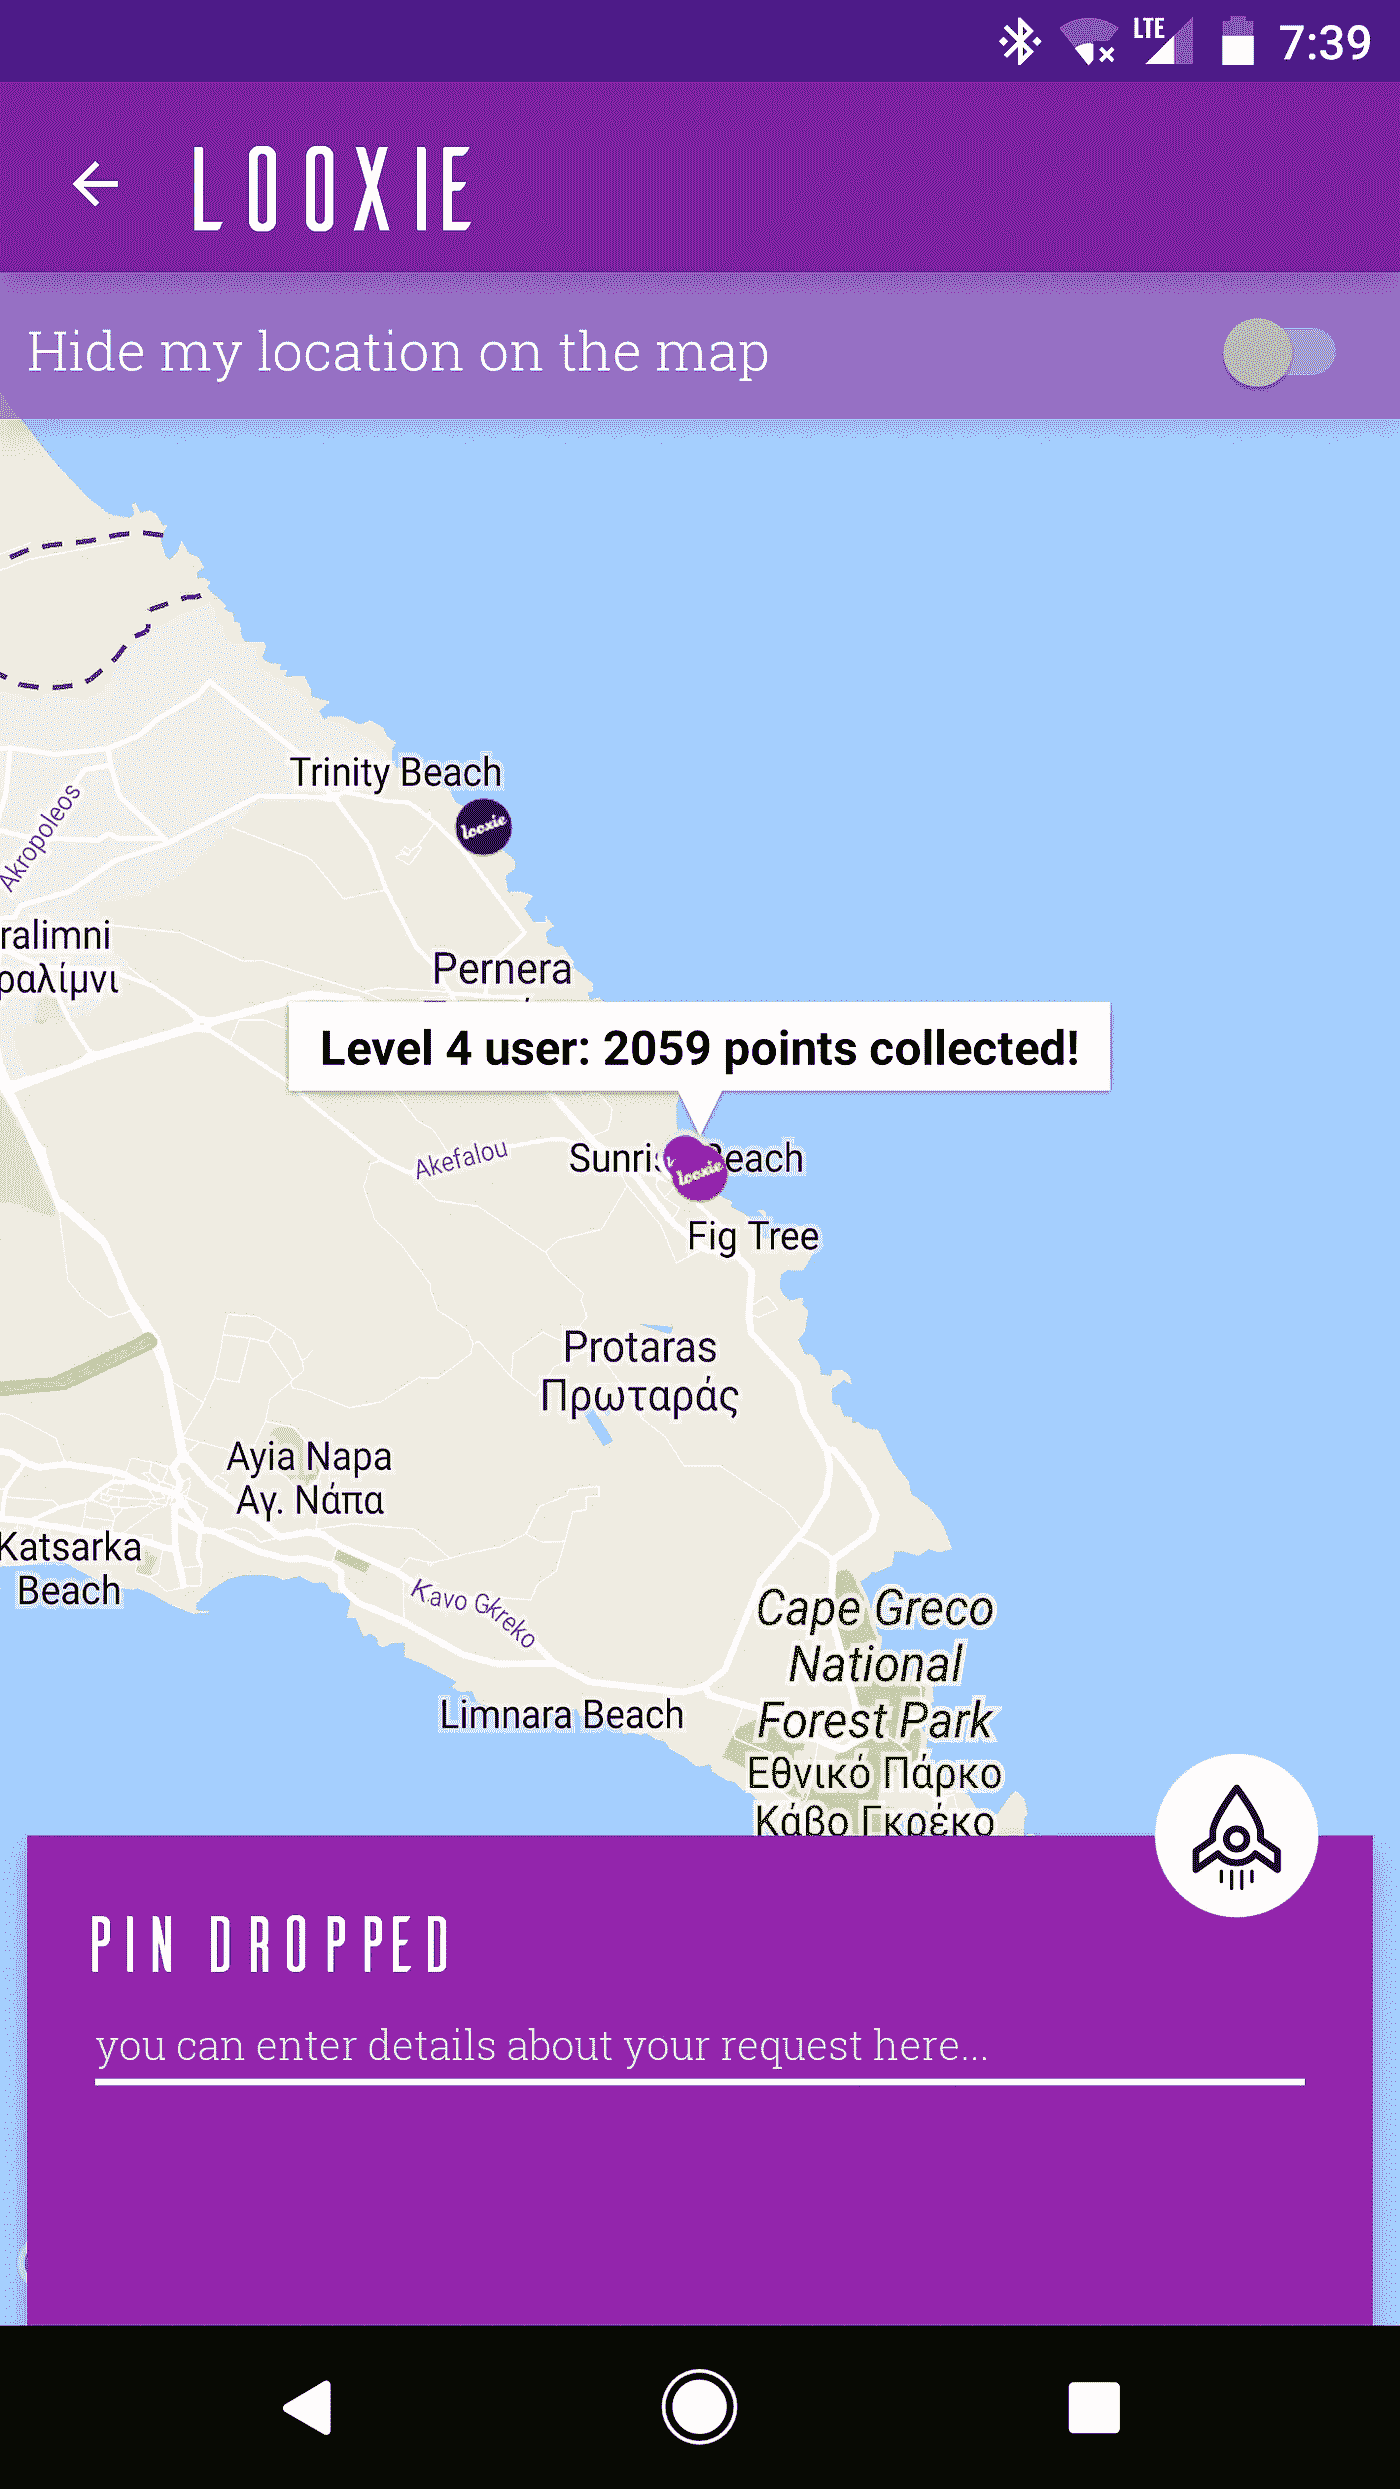 LTE 7:39
LOOXIE
Hide my location on the map
Trinity Beach
looxie
Akropoleos
ralimni
ραλίμνι
Pernera
Level 4 user: 2059 points collected!
Akefalou
looxie
Fig Tree
Protaras
Πρωταράς
Ayia Napa
Αγ. Νάπα
Katsarka
Beach
Kavo Gkreko
Cape Greco
National
Forest Park
Εθνικό Πάρκο
Κάβο Γκρέκο
Limnara Beach
PIN DROPPED
you can enter details about your request here...